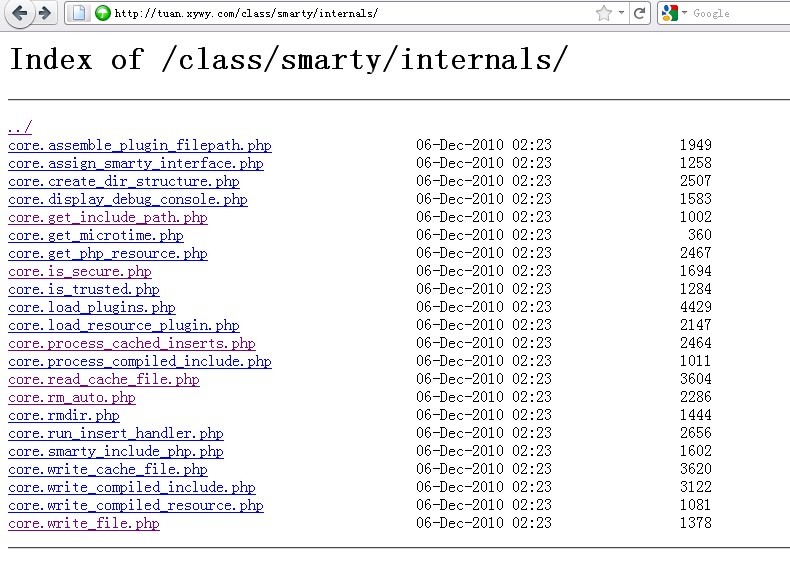 http://tuan.xywy.com/class/smarty/internals/
Google
Index of /class/smarty/internals/
../
core.assemble_plugin_filepath.php 06-Dec-2010 02:23 1949
core.assign_smarty_interface.php 06-Dec-2010 02:23 1258
core.create_dir_structure.php 06-Dec-2010 02:23 2507
core.display_debug_console.php 06-Dec-2010 02:23 1583
core.get_include_path.php 06-Dec-2010 02:23 1002
core.get_microtime.php 06-Dec-2010 02:23 360
core.get_php_resource.php 06-Dec-2010 02:23 2467
core.is_secure.php 06-Dec-2010 02:23 1694
core.is_trusted.php 06-Dec-2010 02:23 1284
core.load_plugins.php 06-Dec-2010 02:23 4429
core.load_resource_plugin.php 06-Dec-2010 02:23 2147
core.process_cached_inserts.php 06-Dec-2010 02:23 2464
core.process_compiled_include.php 06-Dec-2010 02:23 1011
core.read_cache_file.php 06-Dec-2010 02:23 3604
core.rm_auto.php 06-Dec-2010 02:23 2286
core.rmdir.php 06-Dec-2010 02:23 1444
core.run_insert_handler.php 06-Dec-2010 02:23 2656
core.smarty_include_php.php 06-Dec-2010 02:23 1602
core.write_cache_file.php 06-Dec-2010 02:23 3620
core.write_compiled_include.php 06-Dec-2010 02:23 3122
core.write_compiled_resource.php 06-Dec-2010 02:23 1081
core.write_file.php 06-Dec-2010 02:23 1378